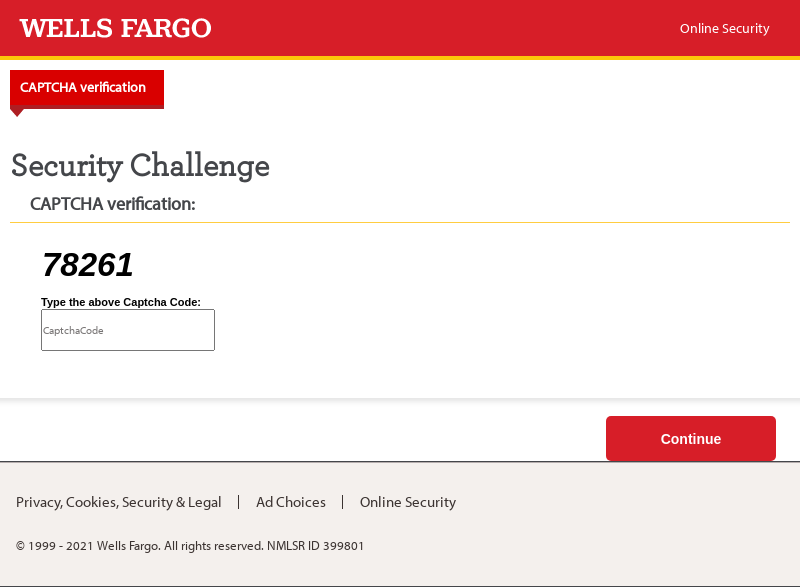 WELLS FARGO
Online Security
CAPTCHA verification
Security Challenge
CAPTCHA verification:
78261
Type the above Captcha Code:
CaptchaCode
Continue
Privacy, Cookies, Security & Legal
Ad Choices
Online Security
© 1999 - 2021 Wells Fargo. All rights reserved. NMLSR ID 399801